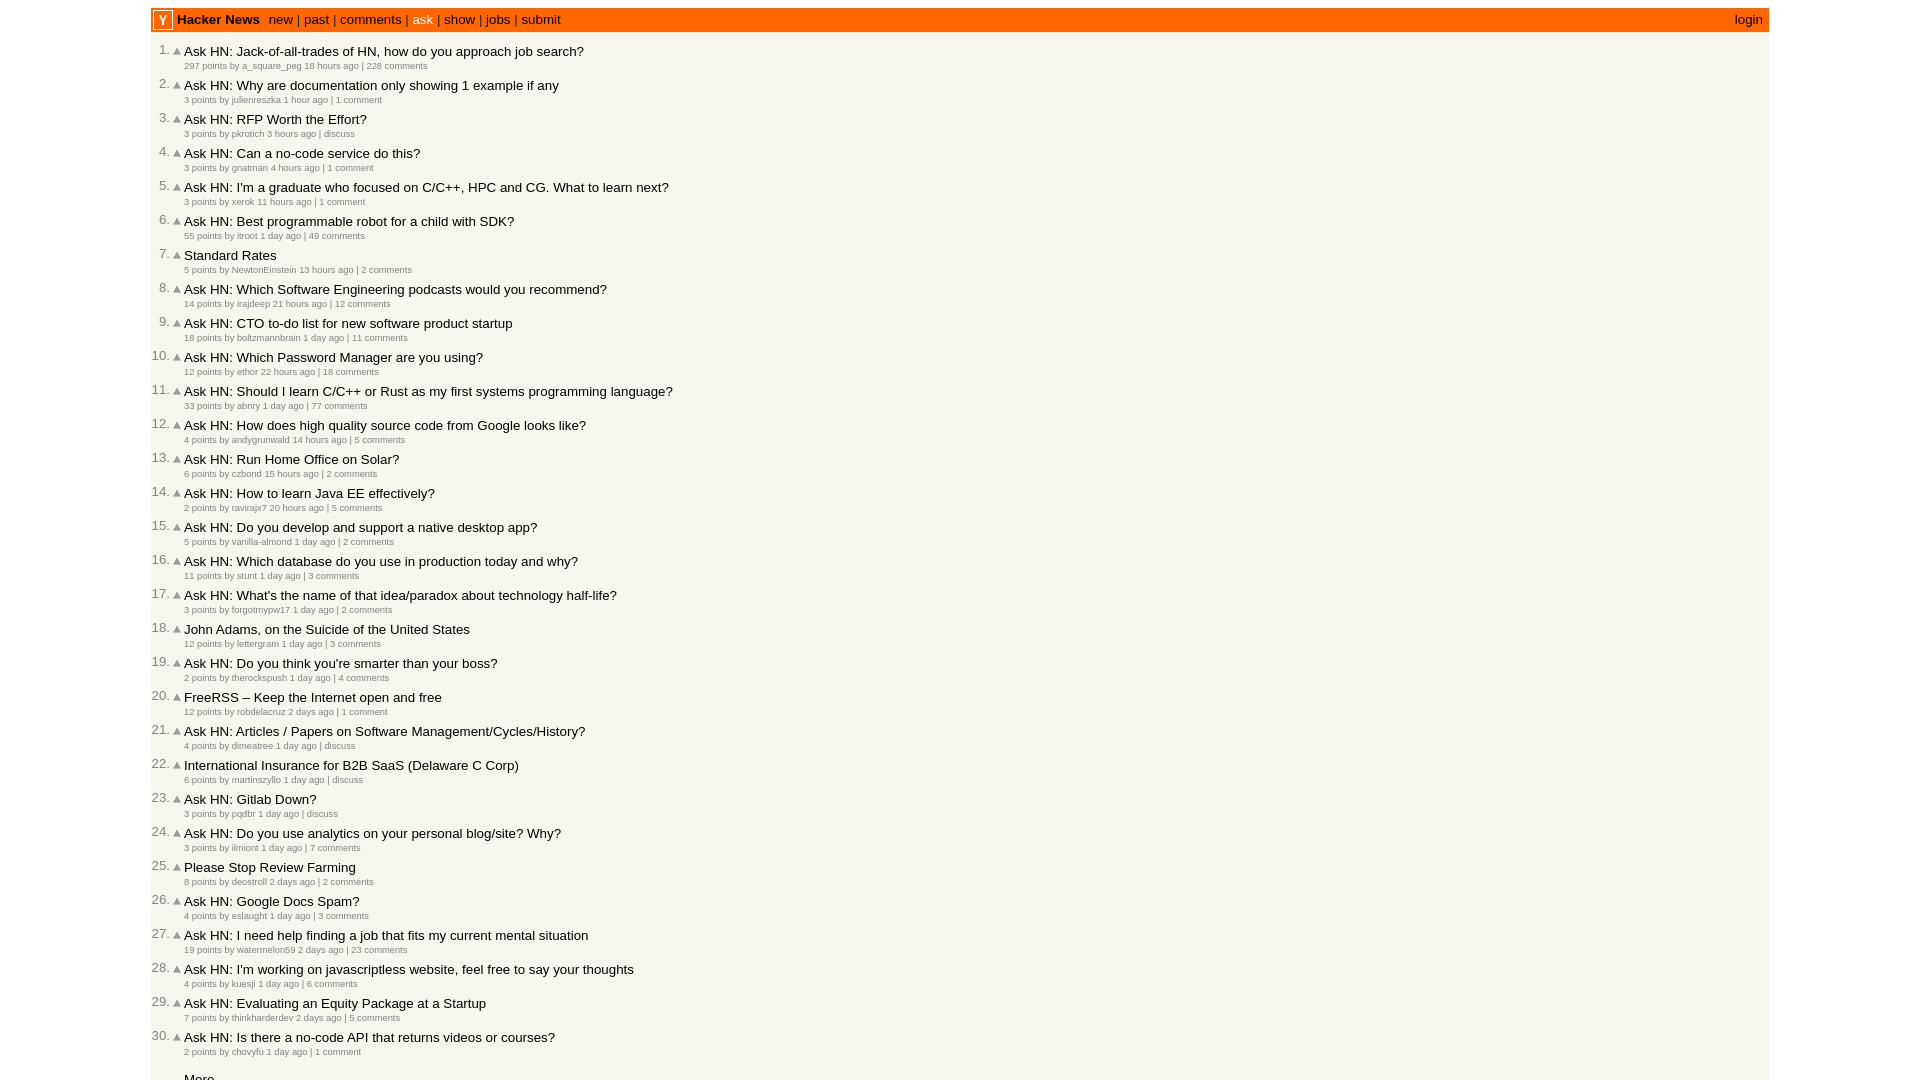 Y Hacker News new | past | comments | ask | show | jobs | submit login
1. Ask HN: Jack-of-all-trades of HN, how do you approach job search?
297 points by a_square_peg 18 hours ago | 228 comments
2. Ask HN: Why are documentation only showing 1 example if any
3 points by julienreszka 1 hour ago | 1 comment
3. Ask HN: RFP Worth the Effort?
3 points by pkrotich 3 hours ago | discuss
4. Ask HN: Can a no-code service do this?
3 points by gnatman 4 hours ago | 1 comment
5. Ask HN: I'm a graduate who focused on C/C++, HPC and CG. What to learn next?
3 points by xerok 11 hours ago | 1 comment
6. Ask HN: Best programmable robot for a child with SDK?
55 points by itroot 1 day ago | 49 comments
7. Standard Rates
5 points by NewtonEinstein 13 hours ago | 2 comments
8. Ask HN: Which Software Engineering podcasts would you recommend?
14 points by irajdeep 21 hours ago | 12 comments
9. Ask HN: CTO to-do list for new software product startup
18 points by boltzmannbrain 1 day ago | 11 comments
10. Ask HN: Which Password Manager are you using?
12 points by ethor 22 hours ago | 18 comments
11. Ask HN: Should I learn C/C++ or Rust as my first systems programming language?
33 points by abnry 1 day ago | 77 comments
12. Ask HN: How does high quality source code from Google looks like?
4 points by andygrunwald 14 hours ago | 5 comments
13. Ask HN: Run Home Office on Solar?
6 points by czbond 15 hours ago | 2 comments
14. Ask HN: How to learn Java EE effectively?
2 points by ravirajx7 20 hours ago | 5 comments
15. Ask HN: Do you develop and support a native desktop app?
5 points by vanilla-almond 1 day ago | 2 comments
16. Ask HN: Which database do you use in production today and why?
11 points by stunt 1 day ago | 3 comments
17. Ask HN: What's the name of that idea/paradox about technology half-life?
3 points by forgotmypw17 1 day ago | 2 comments
18. John Adams, on the Suicide of the United States
12 points by lettergram 1 day ago | 3 comments
19. Ask HN: Do you think you're smarter than your boss?
2 points by therockspush 1 day ago | 4 comments
20. FreeRSS – Keep the Internet open and free
12 points by robdelacruz 2 days ago | 1 comment
21. Ask HN: Articles / Papers on Software Management/Cycles/History?
4 points by dimeatree 1 day ago | discuss
22. International Insurance for B2B SaaS (Delaware C Corp)
6 points by martinszyllo 1 day ago | discuss
23. Ask HN: Gitlab Down?
3 points by pqdbr 1 day ago | discuss
24. Ask HN: Do you use analytics on your personal blog/site? Why?
3 points by ilmiont 1 day ago | 7 comments
25. Please Stop Review Farming
8 points by deostroll 2 days ago | 2 comments
26. Ask HN: Google Docs Spam?
4 points by eslaught 1 day ago | 3 comments
27. Ask HN: I need help finding a job that fits my current mental situation
19 points by watermelon59 2 days ago | 23 comments
28. Ask HN: I'm working on javascriptless website, feel free to say your thoughts
4 points by kuesji 1 day ago | 6 comments
29. Ask HN: Evaluating an Equity Package at a Startup
7 points by thinkharderdev 2 days ago | 5 comments
30. Ask HN: Is there a no-code API that returns videos or courses?
2 points by chovyfu 1 day ago | 1 comment
More